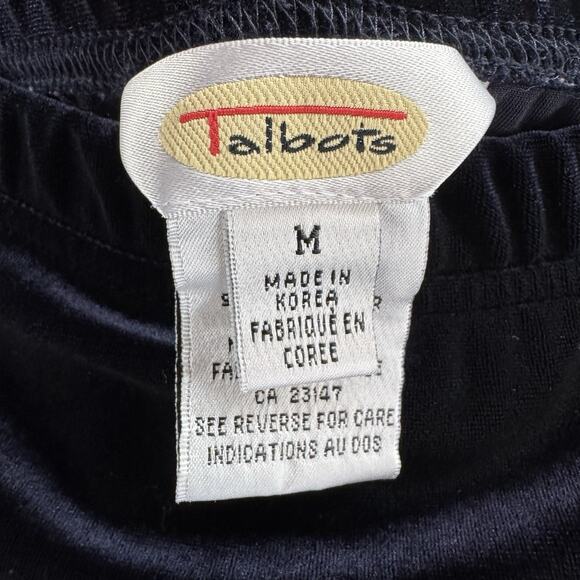 Talbots
M
MADE IN
KOREA
FABRIQUÉ EN
COREE
CA 23147
SEE REVERSE FOR CARE
INDICATIONS AU DOS